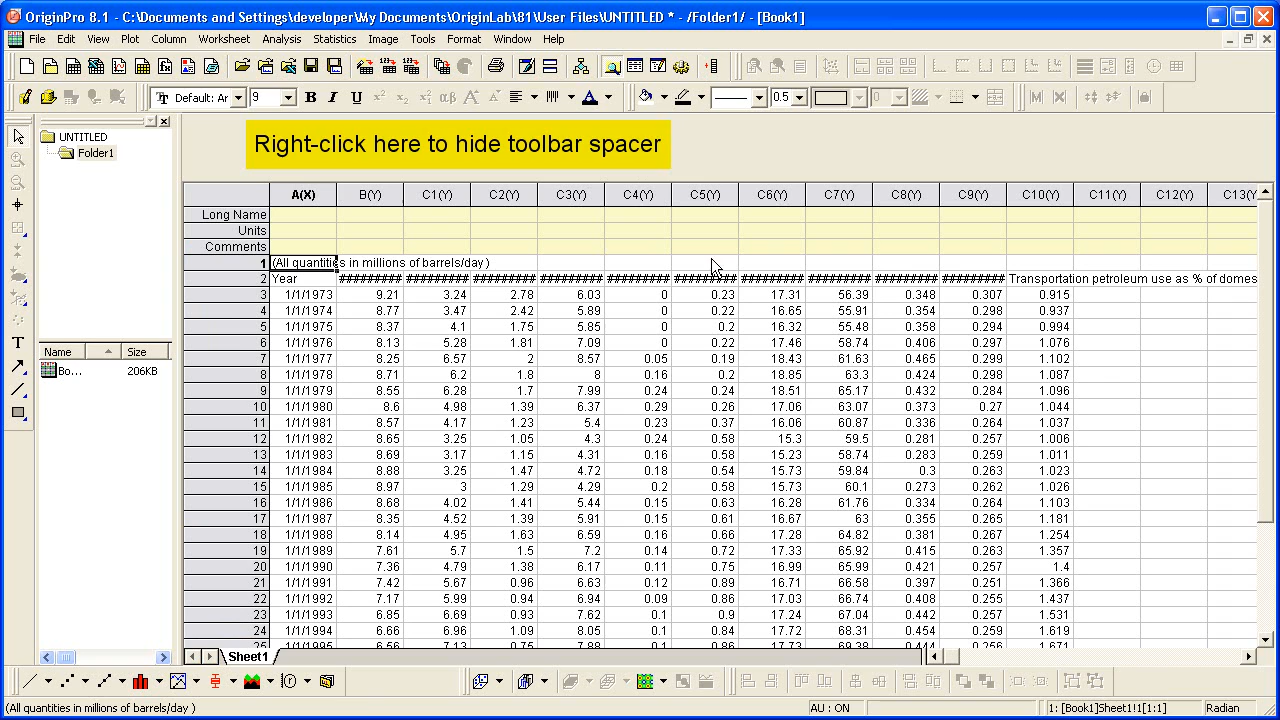 OriginPro 8.1 - C:\Documents and Settings\developer\My Documents\OriginLab\81\User Files\UNTITLED * - /Folder1/ - [Book1]
File Edit View Plot Column Worksheet Analysis Statistics Image Tools Format Window Help
Default: Ar 9 B I U 0.5 0
UNTITLED
Folder1
Right-click here to hide toolbar spacer
A(X) B(Y) C1(Y) C2(Y) C3(Y) C4(Y) C5(Y) C6(Y) C7(Y) C8(Y) C9(Y) C10(Y) C11(Y) C12(Y) C13(Y
Long Name
Units
Comments
1 (All quantities in millions of barrels/day )
2 Year ######## ######## ######## ######## ######## ######## ######## ######## ######## ######## Transportation petroleum use as % of domes
3 1/1/1973 9.21 3.24 2.78 6.03 0 0.23 17.31 56.39 0.348 0.307 0.915
4 1/1/1974 8.77 3.47 2.42 5.89 0 0.22 16.65 55.91 0.354 0.298 0.937
5 1/1/1975 8.37 4.1 1.75 5.85 0 0.2 16.32 55.48 0.358 0.294 0.994
6 1/1/1976 8.13 5.28 1.81 7.09 0 0.22 17.46 58.74 0.406 0.297 1.076
7 1/1/1977 8.25 6.57 2 8.57 0.05 0.19 18.43 61.63 0.465 0.299 1.102
8 1/1/1978 8.71 6.2 1.8 8 0.16 0.2 18.85 63.3 0.424 0.298 1.087
9 1/1/1979 8.55 6.28 1.7 7.99 0.24 0.24 18.51 65.17 0.432 0.284 1.096
10 1/1/1980 8.6 4.98 1.39 6.37 0.29 0.26 17.06 63.07 0.373 0.27 1.044
11 1/1/1981 8.57 4.17 1.23 5.4 0.23 0.37 16.06 60.87 0.336 0.264 1.037
12 1/1/1982 8.65 3.25 1.05 4.3 0.24 0.58 15.3 59.5 0.281 0.257 1.006
13 1/1/1983 8.69 3.17 1.15 4.31 0.16 0.58 15.23 58.74 0.283 0.259 1.011
14 1/1/1984 8.88 3.25 1.47 4.72 0.18 0.54 15.73 59.84 0.3 0.263 1.023
15 1/1/1985 8.97 3 1.29 4.29 0.2 0.58 15.73 60.1 0.273 0.262 1.026
16 1/1/1986 8.68 4.02 1.41 5.44 0.15 0.63 16.28 61.76 0.334 0.264 1.103
17 1/1/1987 8.35 4.52 1.39 5.91 0.15 0.61 16.67 63 0.355 0.265 1.181
18 1/1/1988 8.14 4.95 1.63 6.59 0.16 0.66 17.28 64.82 0.381 0.267 1.254
19 1/1/1989 7.61 5.7 1.5 7.2 0.14 0.72 17.33 65.92 0.415 0.263 1.357
20 1/1/1990 7.36 4.79 1.38 6.17 0.11 0.75 16.99 65.99 0.421 0.256 1.4
21 1/1/1991 7.42 5.67 0.96 6.63 0.12 0.89 16.71 66.58 0.397 0.251 1.366
22 1/1/1992 7.17 5.99 0.94 6.94 0.09 0.86 17.03 66.74 0.408 0.255 1.437
23 1/1/1993 6.85 6.69 0.93 7.62 0.1 0.9 17.24 67.04 0.442 0.257 1.531
24 1/1/1994 6.66 6.96 1.09 8.05 0.1 0.84 17.72 68.31 0.454 0.259 1.619
25 1/1/1995 6.56 7.13 0.75 7.88 0.1
Name Size
Bo... 206KB
Sheet1
(All quantities in millions of barrels/day ) AU : ON 1: [Book1]Sheet1!1[1:1] Radian